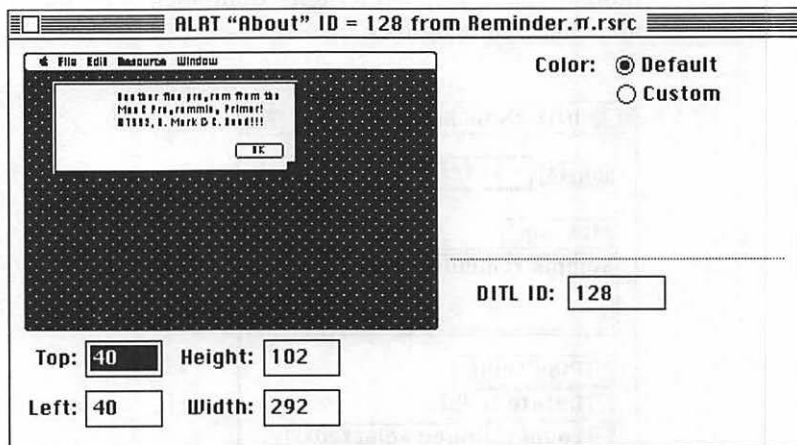 ALRT “About” ID = 128 from Reminder.π.rsrc
File Edit Resource Window
Another fine program from the
Mac C Programming Primer!
©1992, D. Mark & C. Reed!!!
OK
Color: Default
Custom
DITL ID: 128
Top: 40 Height: 102
Left: 40 Width: 292